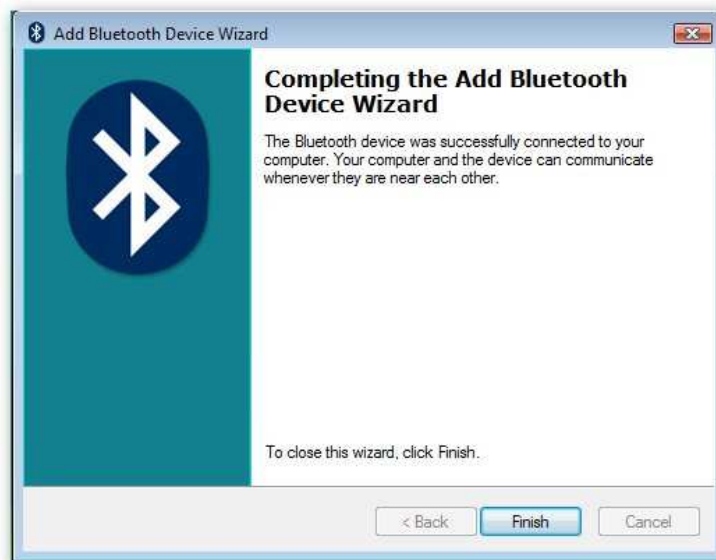 Add Bluetooth Device Wizard
Completing the Add Bluetooth
Device Wizard
The Bluetooth device was successfully connected to your
computer. Your computer and the device can communicate
whenever they are near each other.
To close this wizard, click Finish.
< Back Finish Cancel